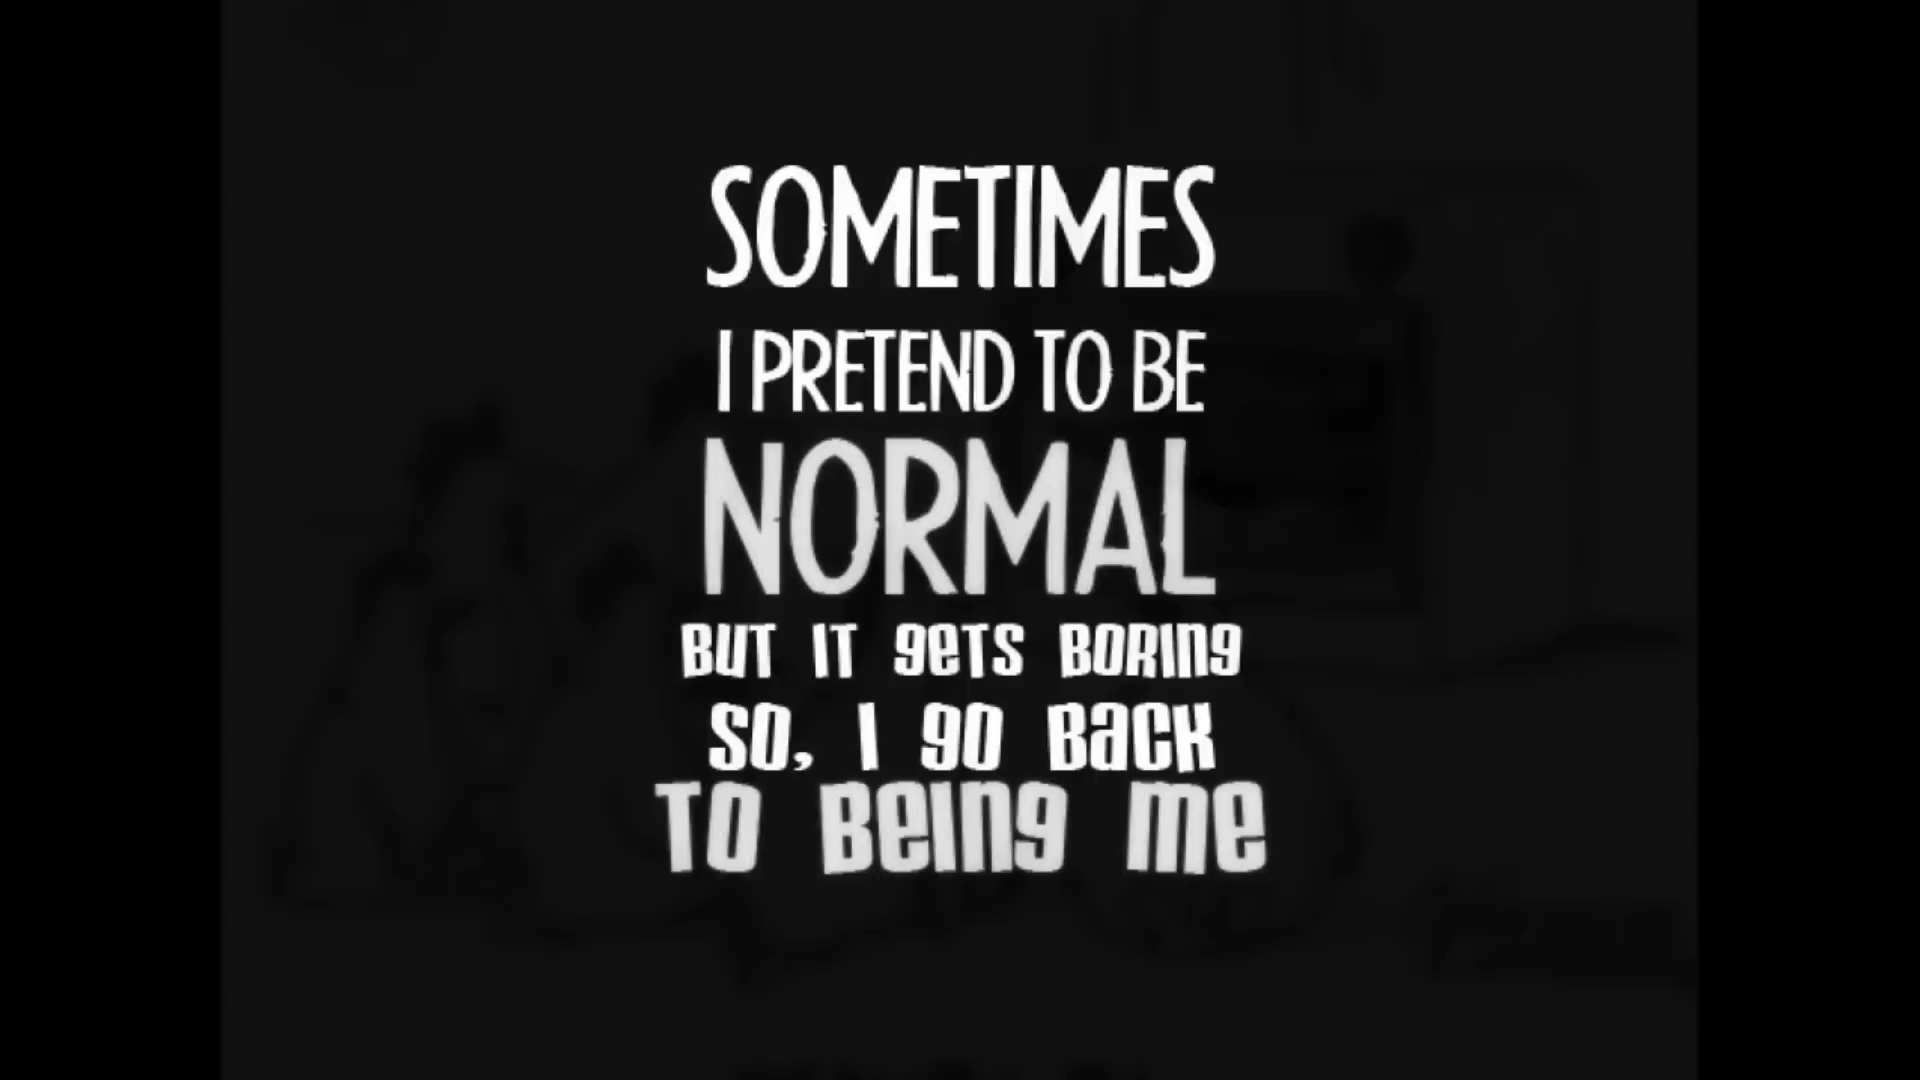 SOMETIMES
I PRETEND TO BE
NORMAL
BUT IT geTS BORINg
SO, I gO BaCK
TO BeINg me